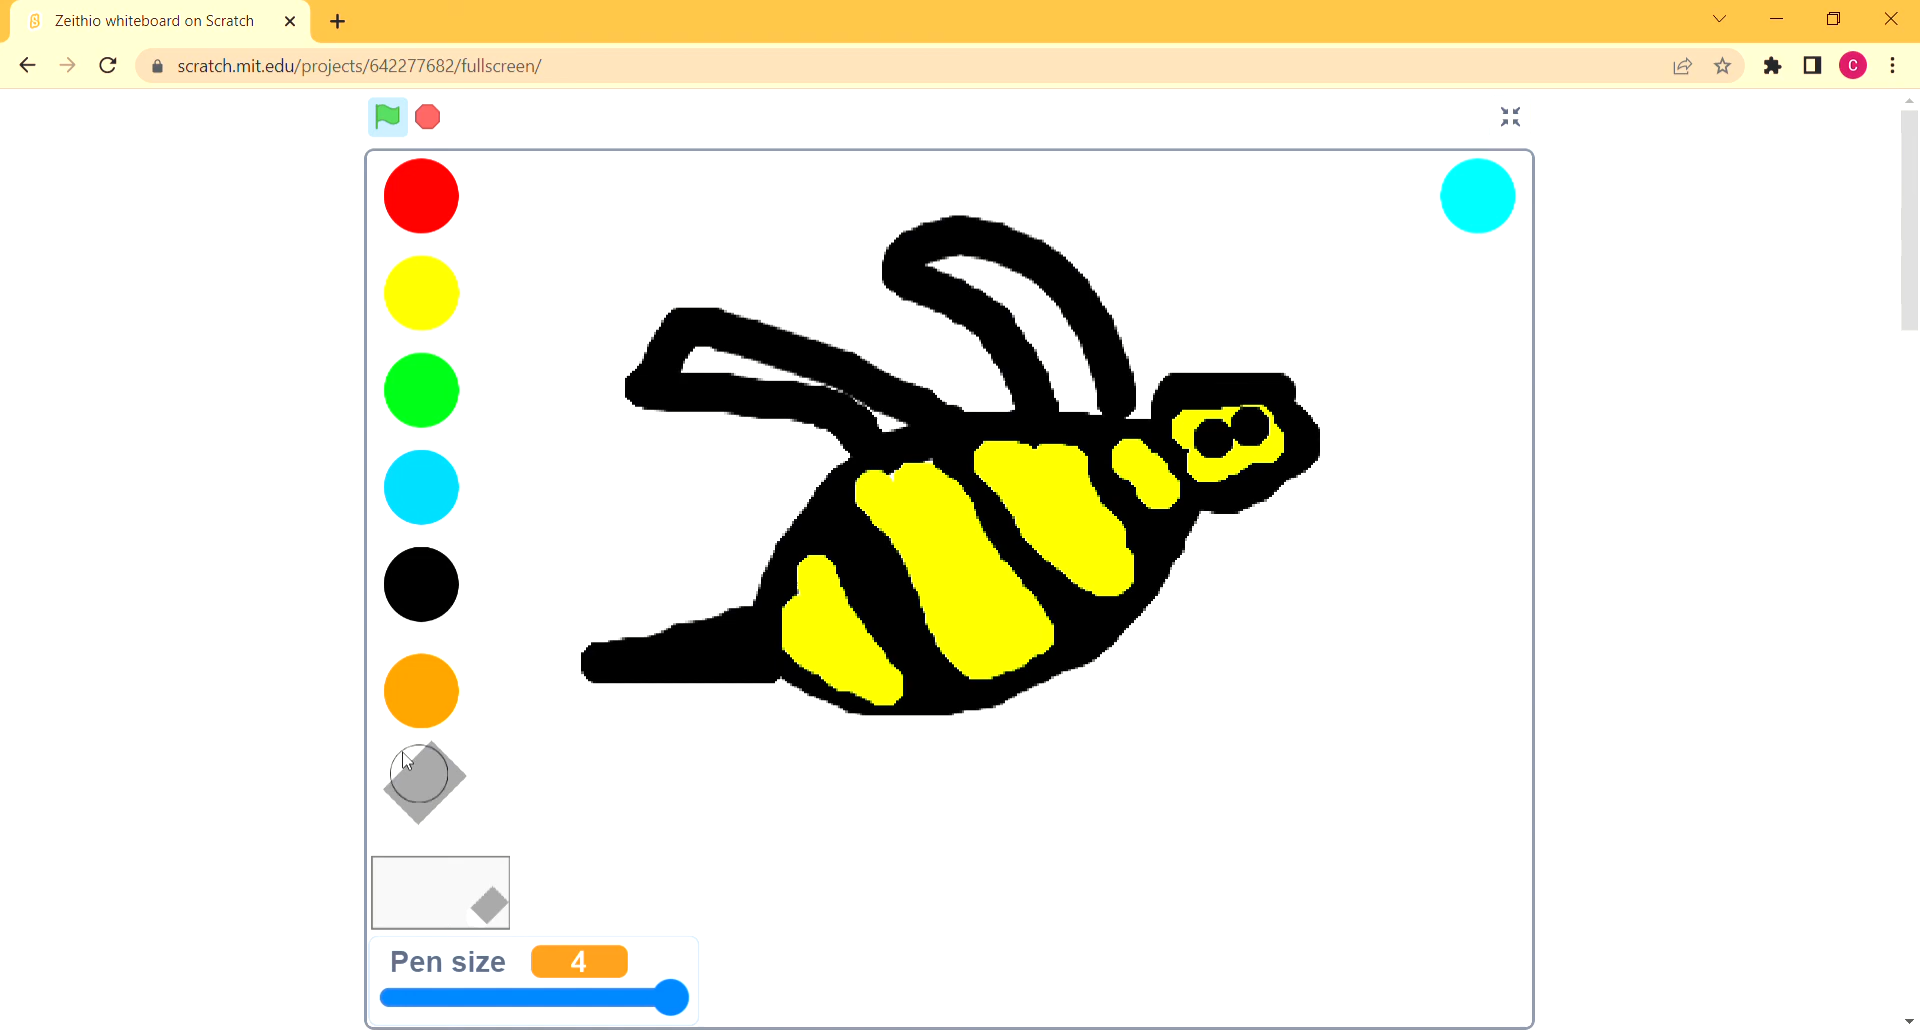 Zeithio whiteboard on Scratch
scratch.mit.edu/projects/642277682/fullscreen/
C
Pen size 4